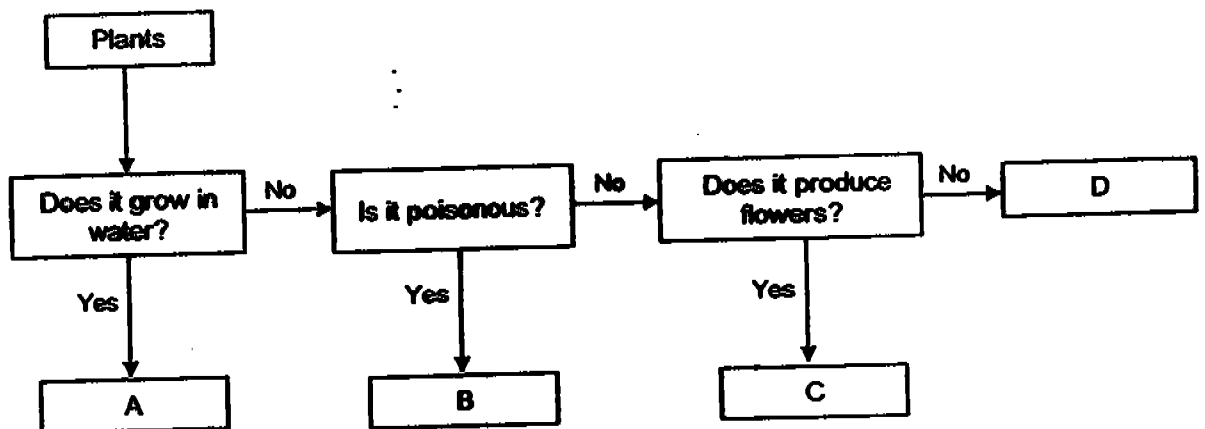 Plants
Does it grow in
water?
No
Is it poisonous?
No
Does it produce
flowers?
No
D
Yes
Yes
Yes
A
B
C